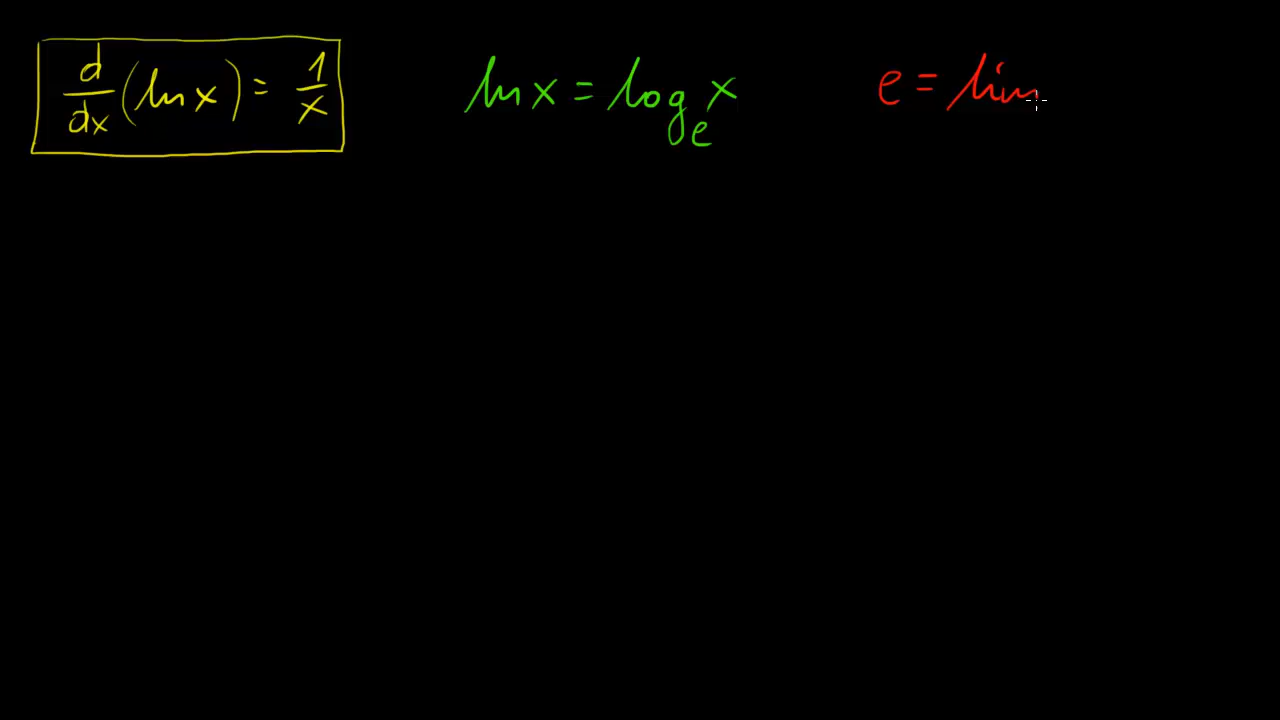 d/dx (ln x) = 1/x
ln x = log_e x
e = lim